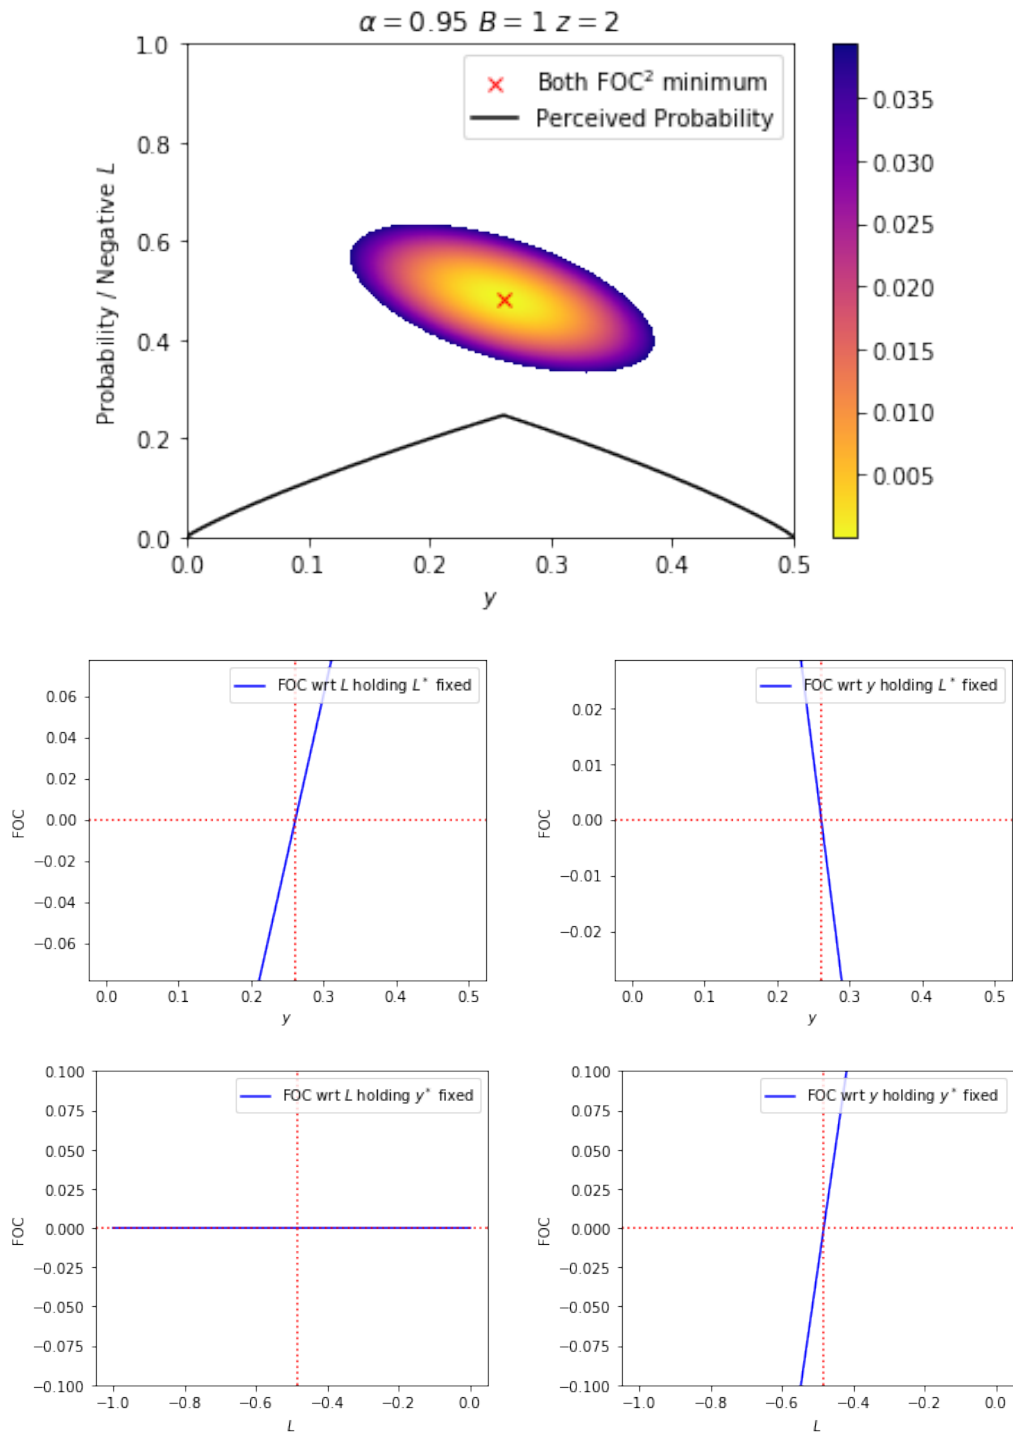 α = 0.95 B = 1 z = 2
1.0
0.8
0.6
0.4
0.2
0.0
Probability / Negative L
Both FOC² minimum
Perceived Probability
0.0 0.1 0.2 0.3 0.4 0.5
y
0.035
0.030
0.025
0.020
0.015
0.010
0.005
FOC wrt L holding L* fixed
0.06
0.04
0.02
0.00
−0.02
−0.04
−0.06
FOC
0.0 0.1 0.2 0.3 0.4 0.5
y
FOC wrt y holding L* fixed
0.02
0.01
0.00
−0.01
−0.02
FOC
0.0 0.1 0.2 0.3 0.4 0.5
y
FOC wrt L holding y* fixed
0.100
0.075
0.050
0.025
0.000
−0.025
−0.050
−0.075
−0.100
FOC
−1.0 −0.8 −0.6 −0.4 −0.2 0.0
L
FOC wrt y holding y* fixed
0.100
0.075
0.050
0.025
0.000
−0.025
−0.050
−0.075
−0.100
FOC
−1.0 −0.8 −0.6 −0.4 −0.2 0.0
L